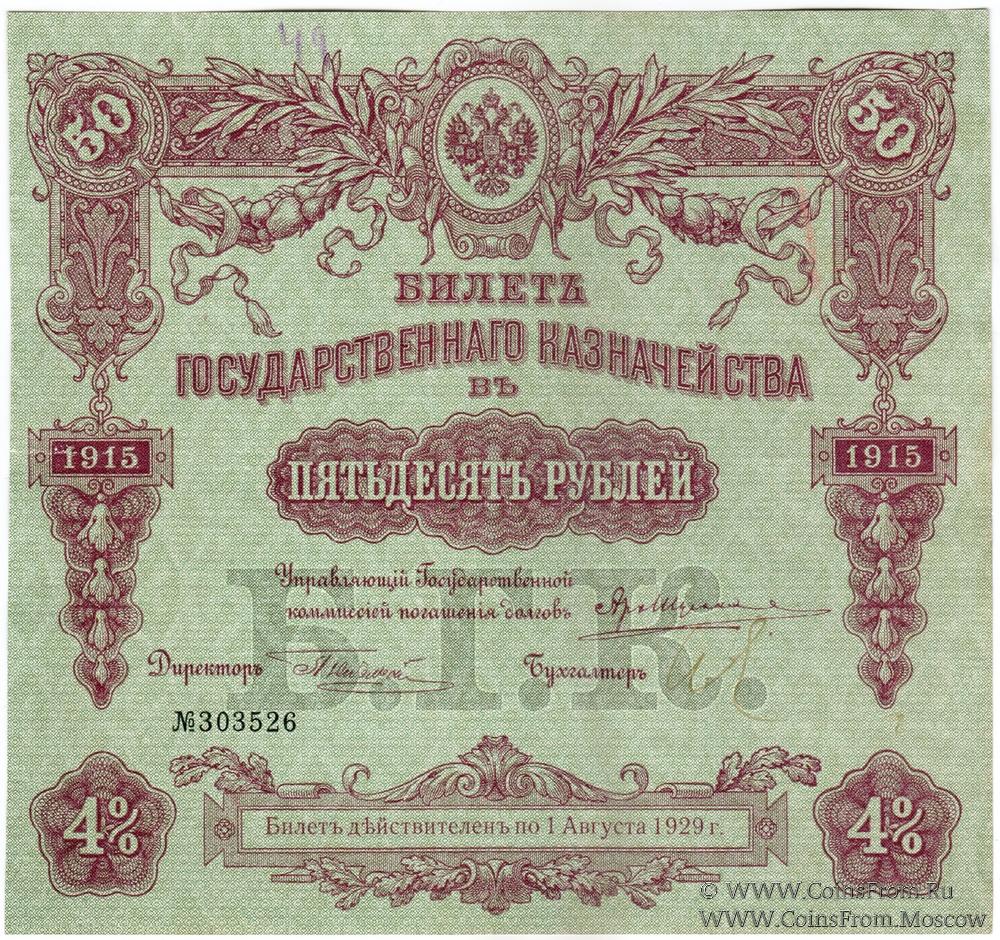 49
50 50
БИЛЕТЪ
ГОСУДАРСТВЕННАГО КАЗНАЧЕЙСТВА
ВЪ
1915 1915
ПЯТЬДЕСЯТЪ РУБЛЕЙ
Б.Г.К.
Управляющій Государственной
коммиссіей погашенія долговъ
Директоръ Бухгалтеръ
№303526
4% 4%
Билетъ дѣйствителенъ по 1 Августа 1929 г.
© WWW.CoinsFrom.Ru
WWW.CoinsFrom.Moscow